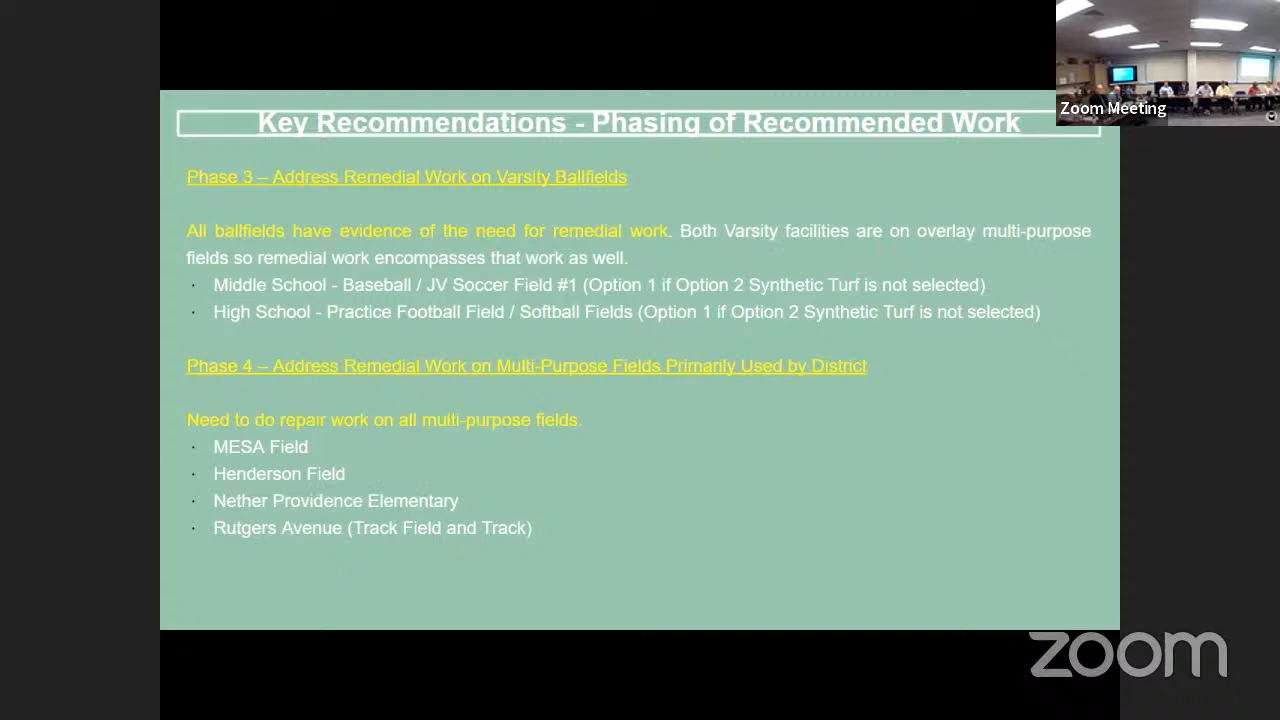 Zoom Meeting
Key Recommendations - Phasing of Recommended Work
Phase 3 – Address Remedial Work on Varsity Ballfields
All ballfields have evidence of the need for remedial work. Both Varsity facilities are on overlay multi-purpose
fields so remedial work encompasses that work as well.
· Middle School - Baseball / JV Soccer Field #1 (Option 1 if Option 2 Synthetic Turf is not selected)
· High School - Practice Football Field / Softball Fields (Option 1 if Option 2 Synthetic Turf is not selected)
Phase 4 – Address Remedial Work on Multi-Purpose Fields Primarily Used by District
Need to do repair work on all multi-purpose fields.
· MESA Field
· Henderson Field
· Nether Providence Elementary
· Rutgers Avenue (Track Field and Track)
zoom